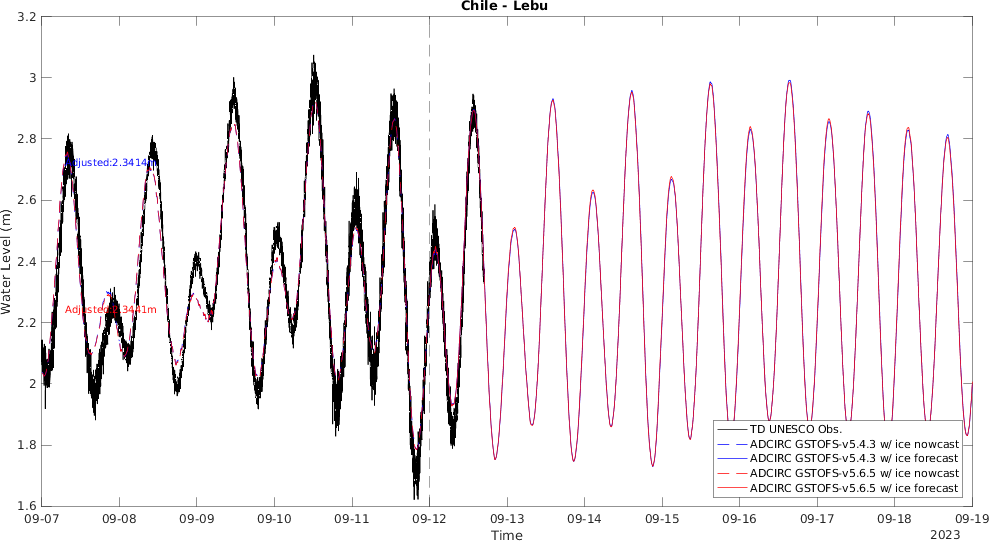 Chile - Lebu
3.2
3
2.8
2.6
2.4
2.2
2
1.8
1.6
Water Level (m)
Adjusted:2.3414m
Adjusted:2.3441m
TD UNESCO Obs.
ADCIRC GSTOFS-v5.4.3 w/ ice nowcast
ADCIRC GSTOFS-v5.4.3 w/ ice forecast
ADCIRC GSTOFS-v5.6.5 w/ ice nowcast
ADCIRC GSTOFS-v5.6.5 w/ ice forecast
09-07 09-08 09-09 09-10 09-11 09-12 09-13 09-14 09-15 09-16 09-17 09-18 09-19
Time
2023